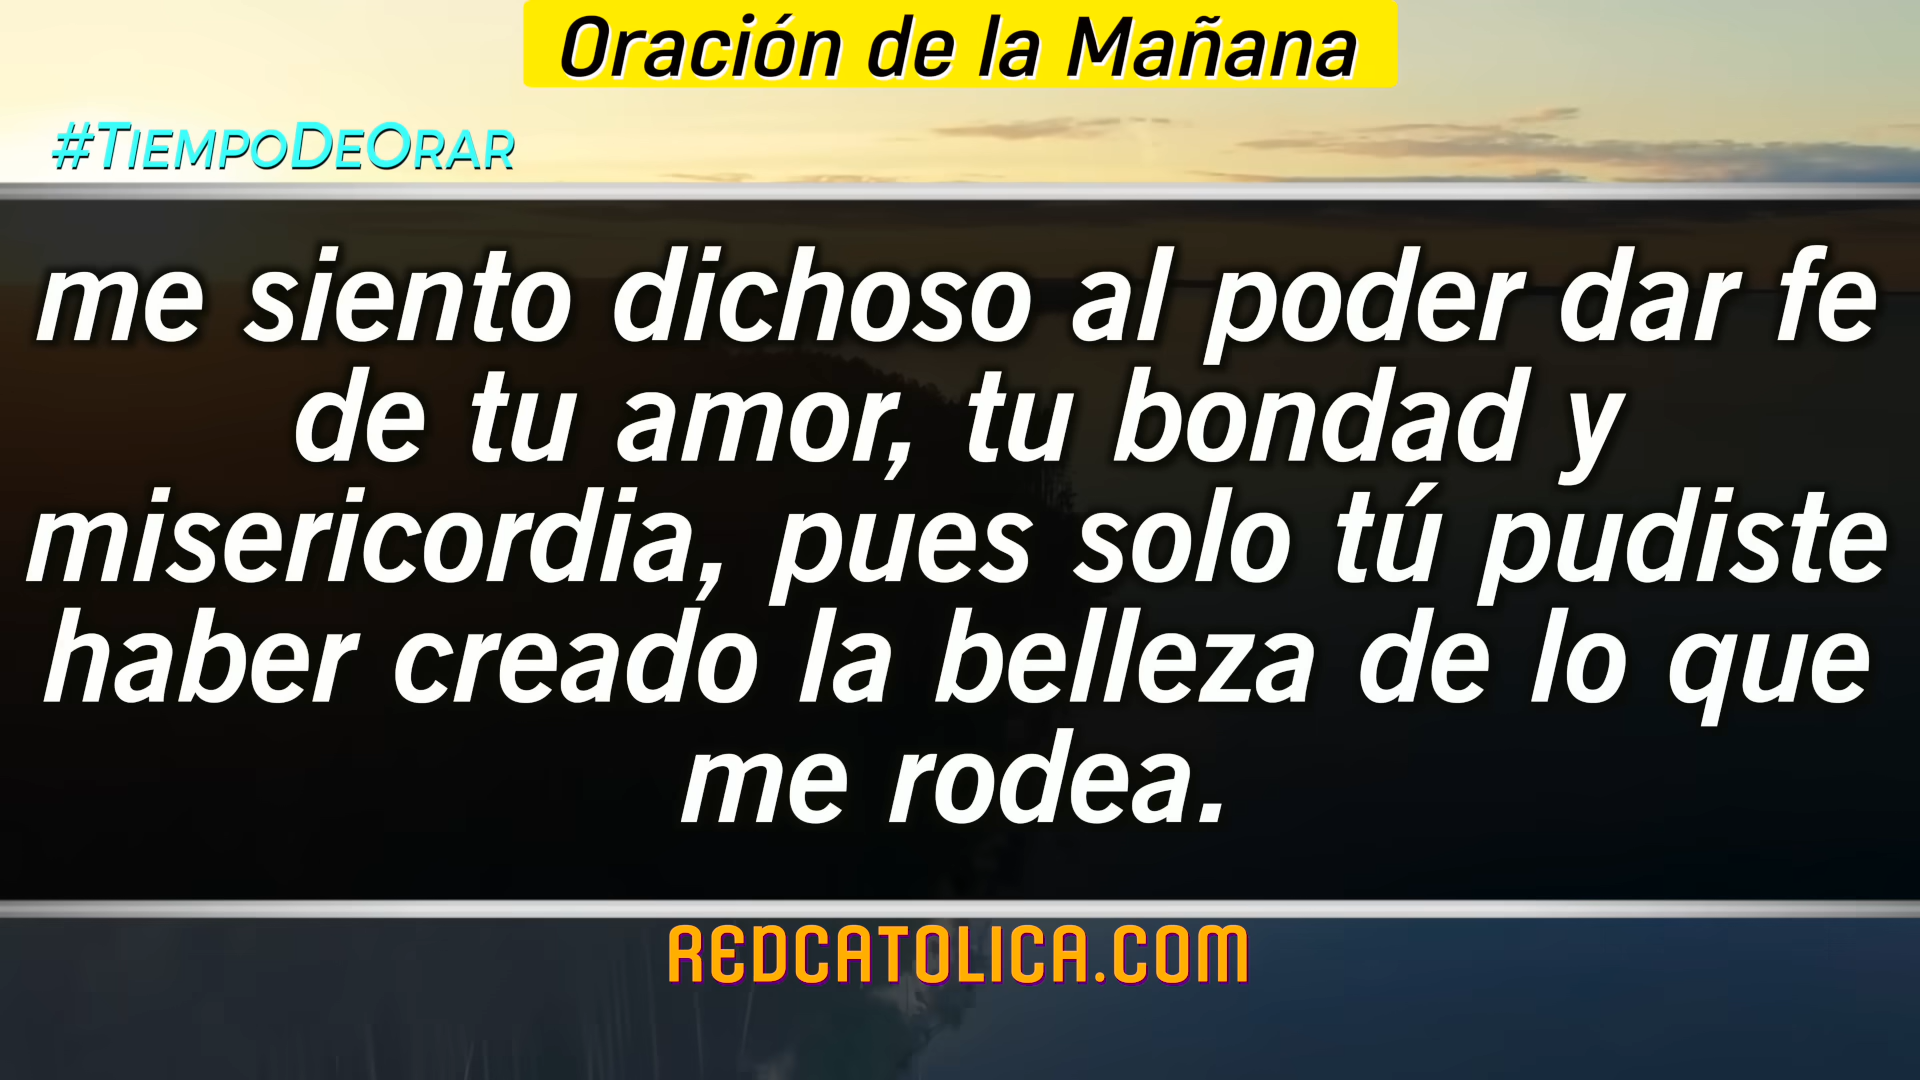 Oración de la Mañana
#TiempoDeOrar
me siento dichoso al poder dar fe
de tu amor, tu bondad y
misericordia, pues solo tú pudiste
haber creado la belleza de lo que
me rodea.
REDCATOLICA.COM